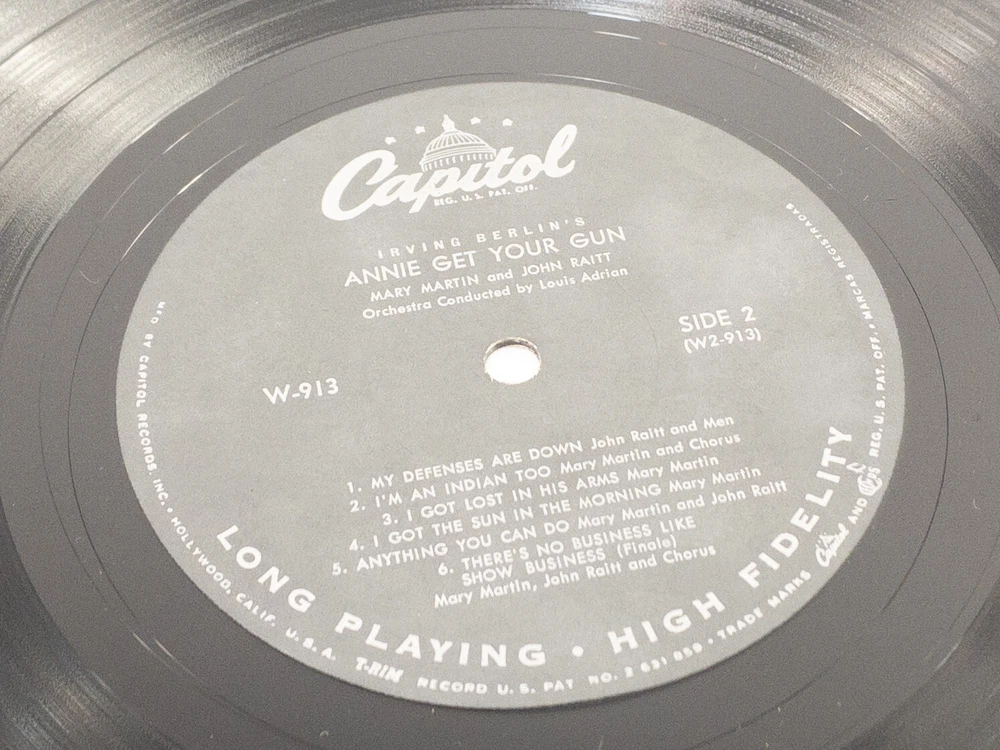 Capitol
REG. U. S. PAT. OFF.
IRVING BERLIN'S
ANNIE GET YOUR GUN
MARY MARTIN and JOHN RAITT
Orchestra Conducted by Louis Adrian
SIDE 2
(W2-913)
W-913
1. MY DEFENSES ARE DOWN John Raitt and Men
2. I'M AN INDIAN TOO Mary Martin and Chorus
3. I GOT LOST IN HIS ARMS Mary Martin
4. I GOT THE SUN IN THE MORNING Mary Martin
5. ANYTHING YOU CAN DO Mary Martin and John Raitt
6. THERE'S NO BUSINESS LIKE
SHOW BUSINESS (Finale)
Mary Martin, John Raitt and Chorus
LONG PLAYING • HIGH FIDELITY
MFD BY CAPITOL RECORDS, INC. • HOLLYWOOD, CALIF. U. S. A. T-RIM RECORD U. S. PAT NO. 2 631 859 • TRADE MARKS Capitol AND REG. U. S. PAT. OFF. • MARCAS REGISTRADAS